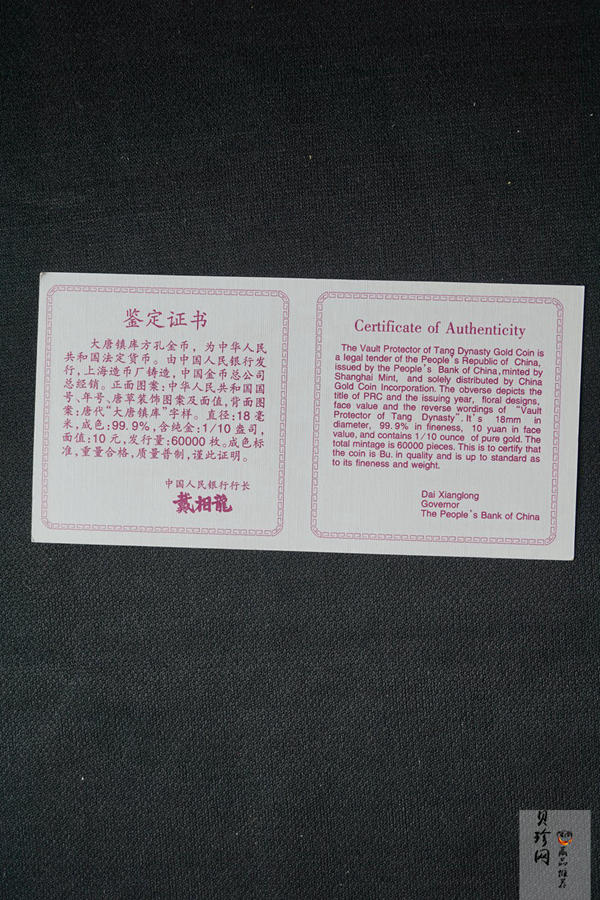 鉴定证书
大唐镇库方孔金币，为中华人民
共和国法定货币。由中国人民银行发
行，上海造币厂铸造，中国金币总公司
总经销。正面图案：中华人民共和国国
号、年号、唐草装饰图案及面值，背面图
案：唐代“大唐镇库”字样。直径：18毫
米，成色：99.9%，含纯金：1/10盎司，
面值：10元，发行量：60000枚。成色标
准，重量合格，质量普制，谨此证明。
中国人民银行行长
戴相龍
Certificate of Authenticity
The Vault Protector of Tang Dynasty Gold Coin is
a legal tender of the People's Republic of China,
issued by the People's Bank of China, minted by
Shanghai Mint, and solely distributed by China
Gold Coin Incorporation. The obverse depicts the
title of PRC and the issuing year, floral designs,
face value and the reverse wordings of "Vault
Protector of Tang Dynasty". It's 18mm in
diameter, 99.9% in fineness, 10 yuan in face
value, and contains 1/10 ounce of pure gold. The
total mintage is 60000 pieces. This is to certify that
the coin is Bu. in quality and is up to standard as
to its fineness and weight.
Dai Xianglong
Governor
The People's Bank of China
贝珍网
藏品推荐